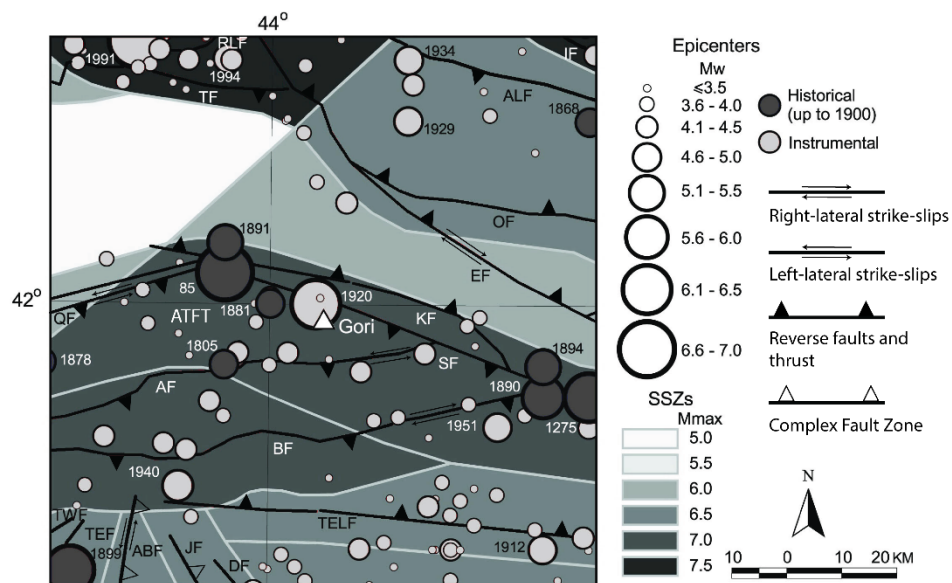 44°
42°
1991
RLF
1994
TF
1934
ALF
IF
1868
1929
OF
EF
1891
85
1881
ATFT
1920
Gori
KF
QF
1878
1805
AF
SF
1894
1890
1951
1275
BF
1940
TELF
TWF
TEF
1899
ABF
JF
DF
1912
Epicenters
Mw
≤3.5
3.6 - 4.0
4.1 - 4.5
4.6 - 5.0
5.1 - 5.5
5.6 - 6.0
6.1 - 6.5
6.6 - 7.0
Historical
(up to 1900)
Instrumental
Right-lateral strike-slips
Left-lateral strike-slips
Reverse faults and
thrust
Complex Fault Zone
SSZs
Mmax
5.0
5.5
6.0
6.5
7.0
7.5
N
10 0 10 20 KM